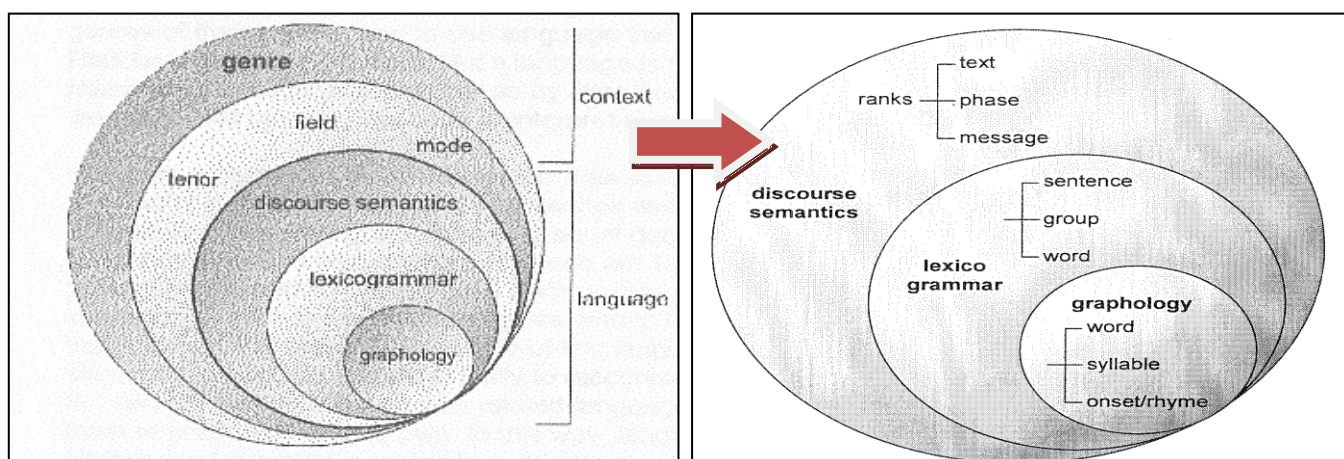 genre
context
field
mode
tenor
discourse semantics
lexicogrammar
language
graphology
text
ranks
phase
message
discourse
semantics
sentence
group
word
lexico
grammar
graphology
word
syllable
onset/rhyme